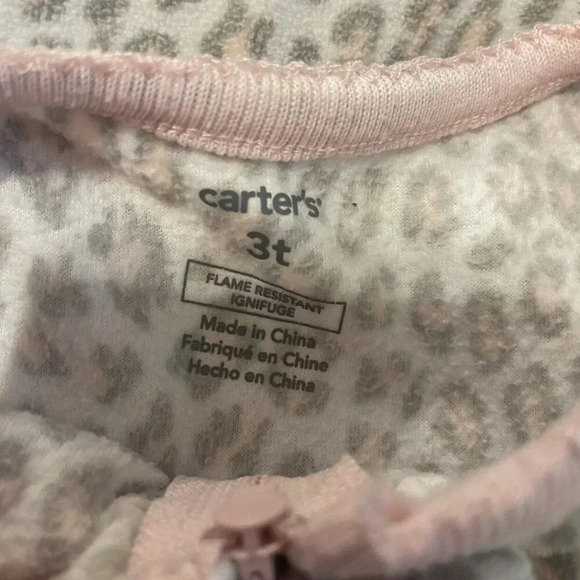 carter's
3t
FLAME RESISTANT
IGNIFUGE
Made in China
Fabriqué en Chine
Hecho en China